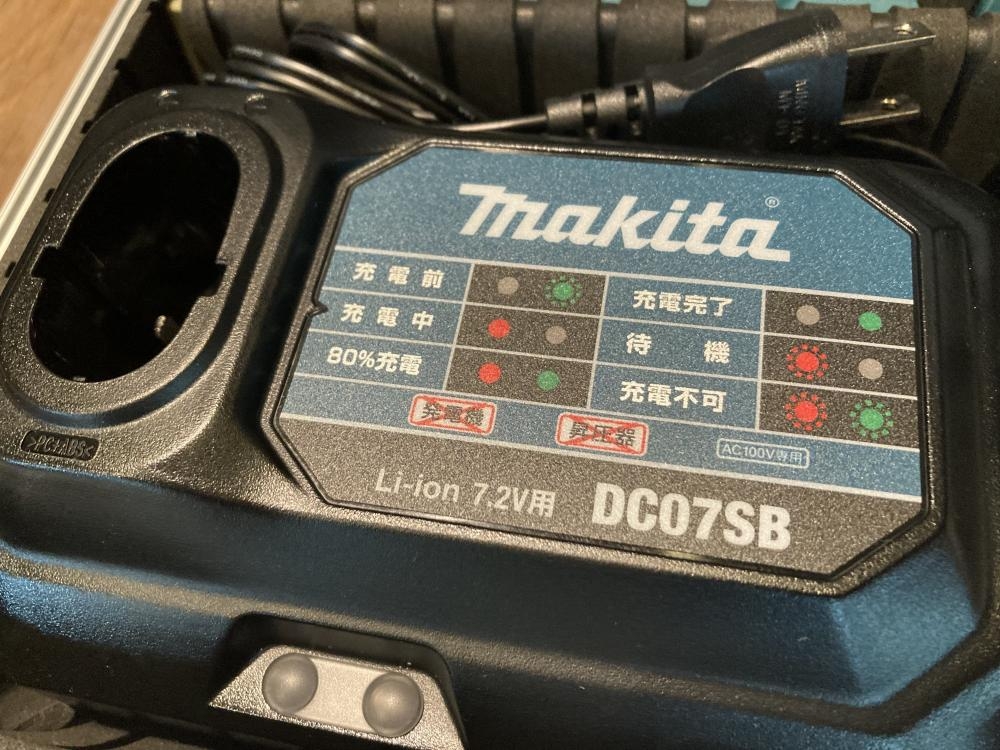 makita®
充電前
充電中
80%充電
充電完了
待機
充電不可
発電機
昇圧器
AC100V専用
Li-ion 7.2V用
DC07SB
>PC+ABS<